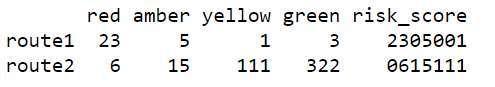 red amber yellow green risk_score
route1 23 5 1 3 2305001
route2 6 15 111 322 0615111